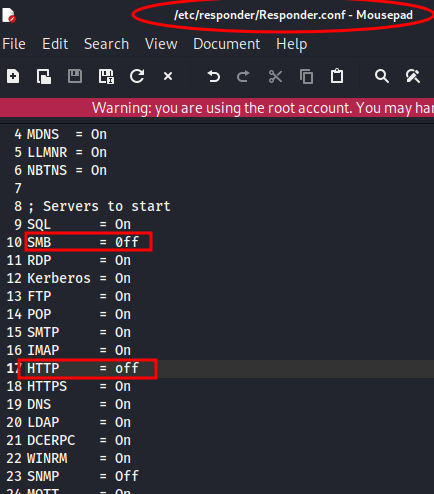 /etc/responder/Responder.conf - Mousepad
File Edit Search View Document Help
Warning: you are using the root account. You may har
4 MDNS = On
5 LLMNR = On
6 NBTNS = On
7
8 ; Servers to start
9 SQL = On
10 SMB = Off
11 RDP = On
12 Kerberos = On
13 FTP = On
14 POP = On
15 SMTP = On
16 IMAP = On
17 HTTP = off
18 HTTPS = On
19 DNS = On
20 LDAP = On
21 DCERPC = On
22 WINRM = On
23 SNMP = Off
24 MQTT = On